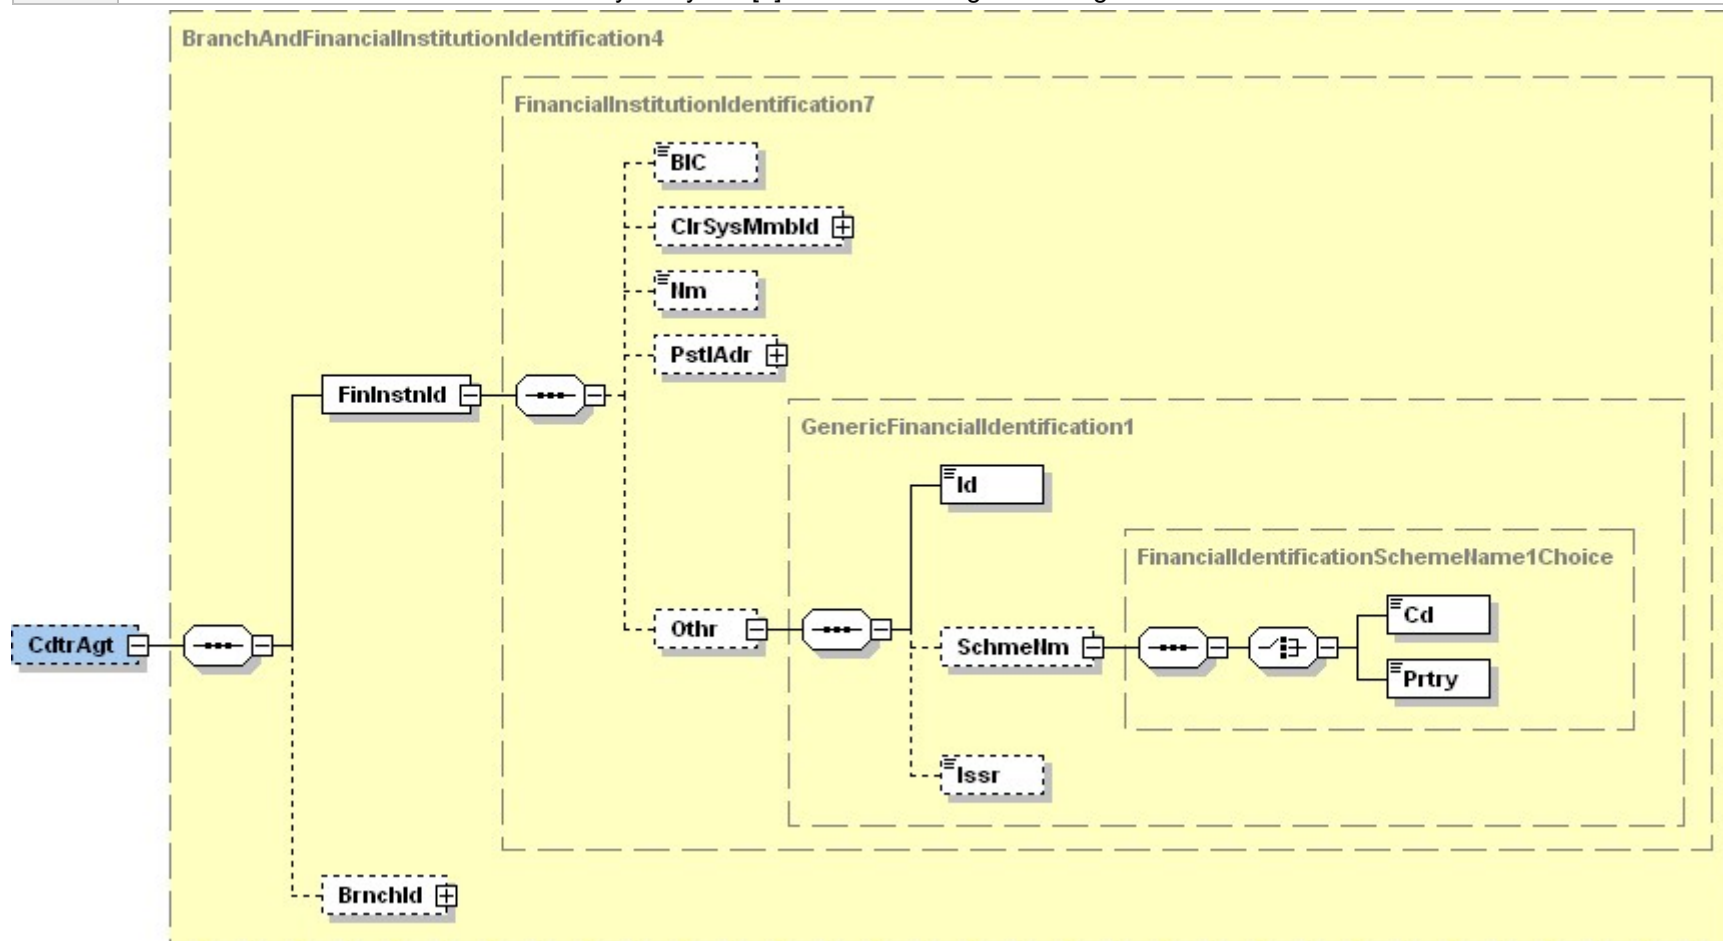 BranchAndFinancialInstitutionIdentification4
FinancialInstitutionIdentification7
BIC
ClrSysMmbId
Nm
PstlAdr
FinInstnId
GenericFinancialIdentification1
Id
FinancialIdentificationSchemeName1Choice
Cd
Othr
CdtrAgt
SchmeNm
Prtry
Issr
BrnchId